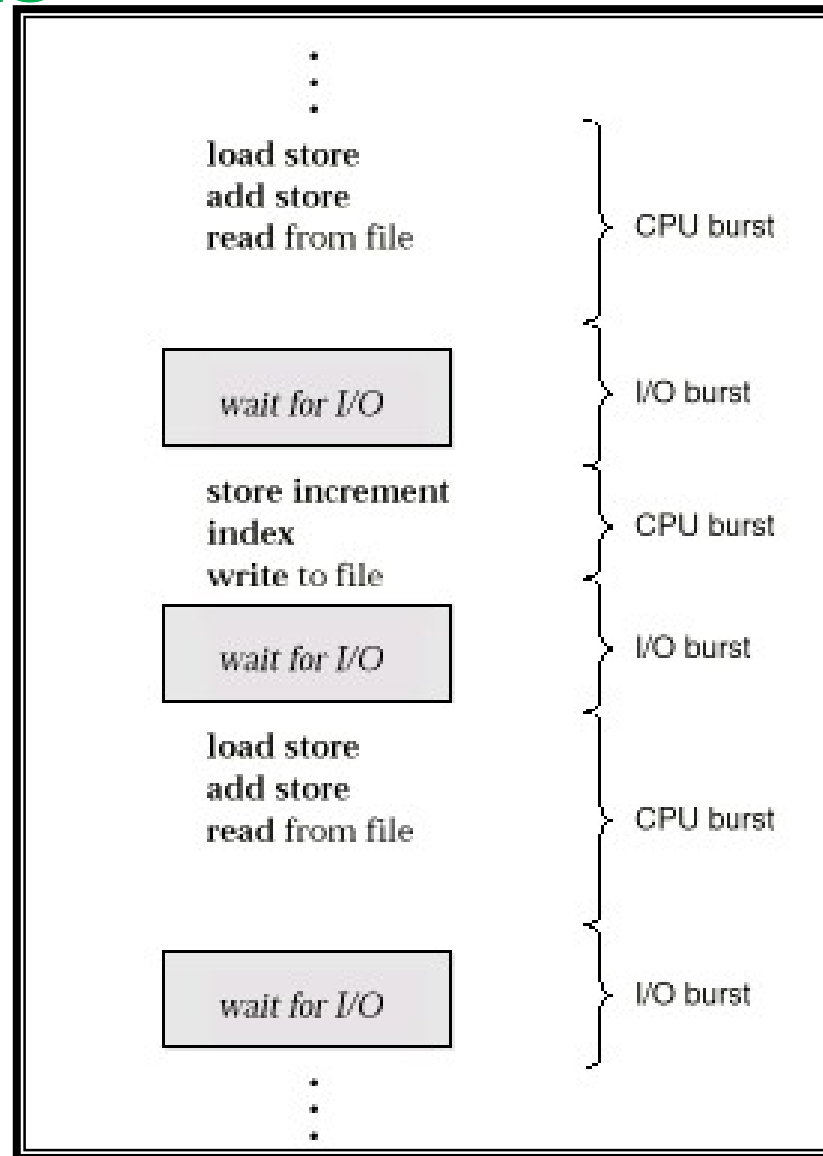 load store
add store
read from file
CPU burst
wait for I/O
I/O burst
store increment
index
write to file
CPU burst
wait for I/O
I/O burst
load store
add store
read from file
CPU burst
wait for I/O
I/O burst